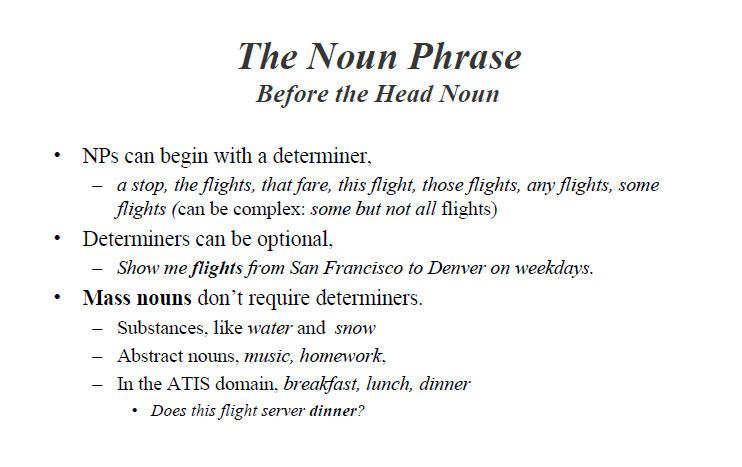 The Noun Phrase
Before the Head Noun
• NPs can begin with a determiner,
– a stop, the flights, that fare, this flight, those flights, any flights, some
flights (can be complex: some but not all flights)
• Determiners can be optional,
– Show me flights from San Francisco to Denver on weekdays.
• Mass nouns don’t require determiners.
– Substances, like water and snow
– Abstract nouns, music, homework,
– In the ATIS domain, breakfast, lunch, dinner
• Does this flight server dinner?